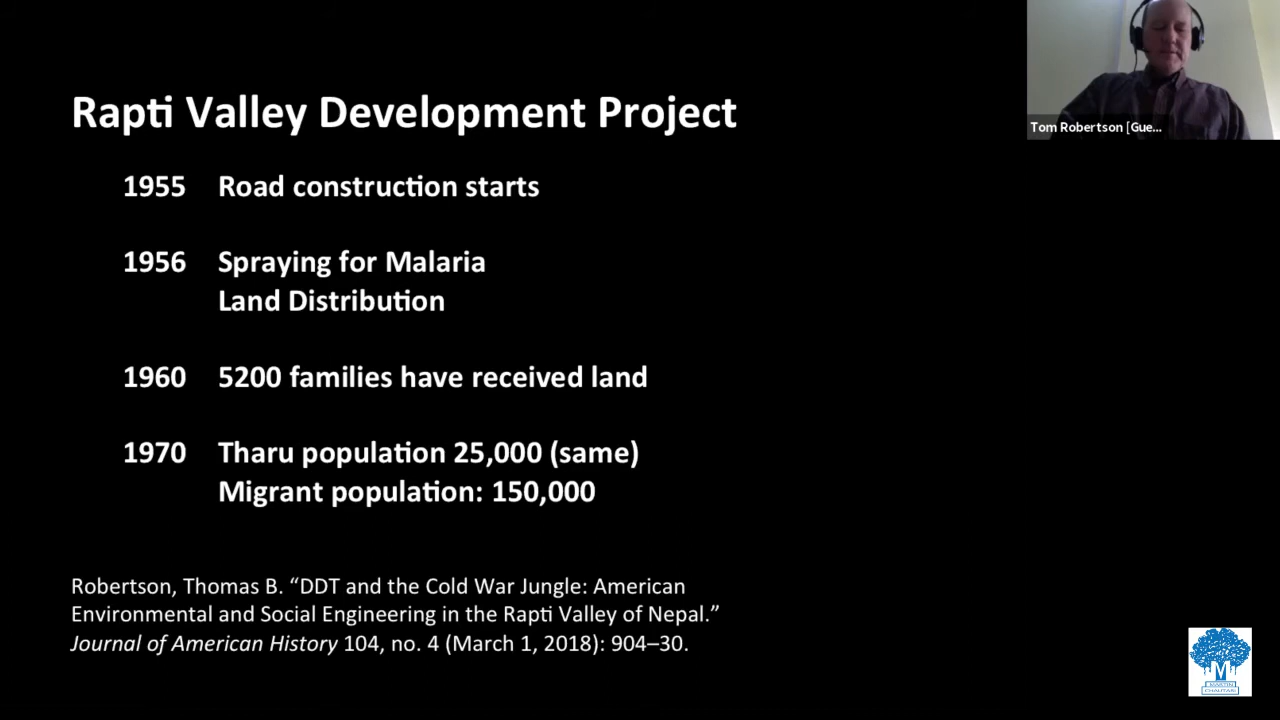 Rapti Valley Development Project
1955 Road construction starts
1956 Spraying for Malaria
Land Distribution
1960 5200 families have received land
1970 Tharu population 25,000 (same)
Migrant population: 150,000
Robertson, Thomas B. “DDT and the Cold War Jungle: American
Environmental and Social Engineering in the Rapti Valley of Nepal.”
Journal of American History 104, no. 4 (March 1, 2018): 904–30.
Tom Robertson [Gue...
MARTIN
CHAUTARI